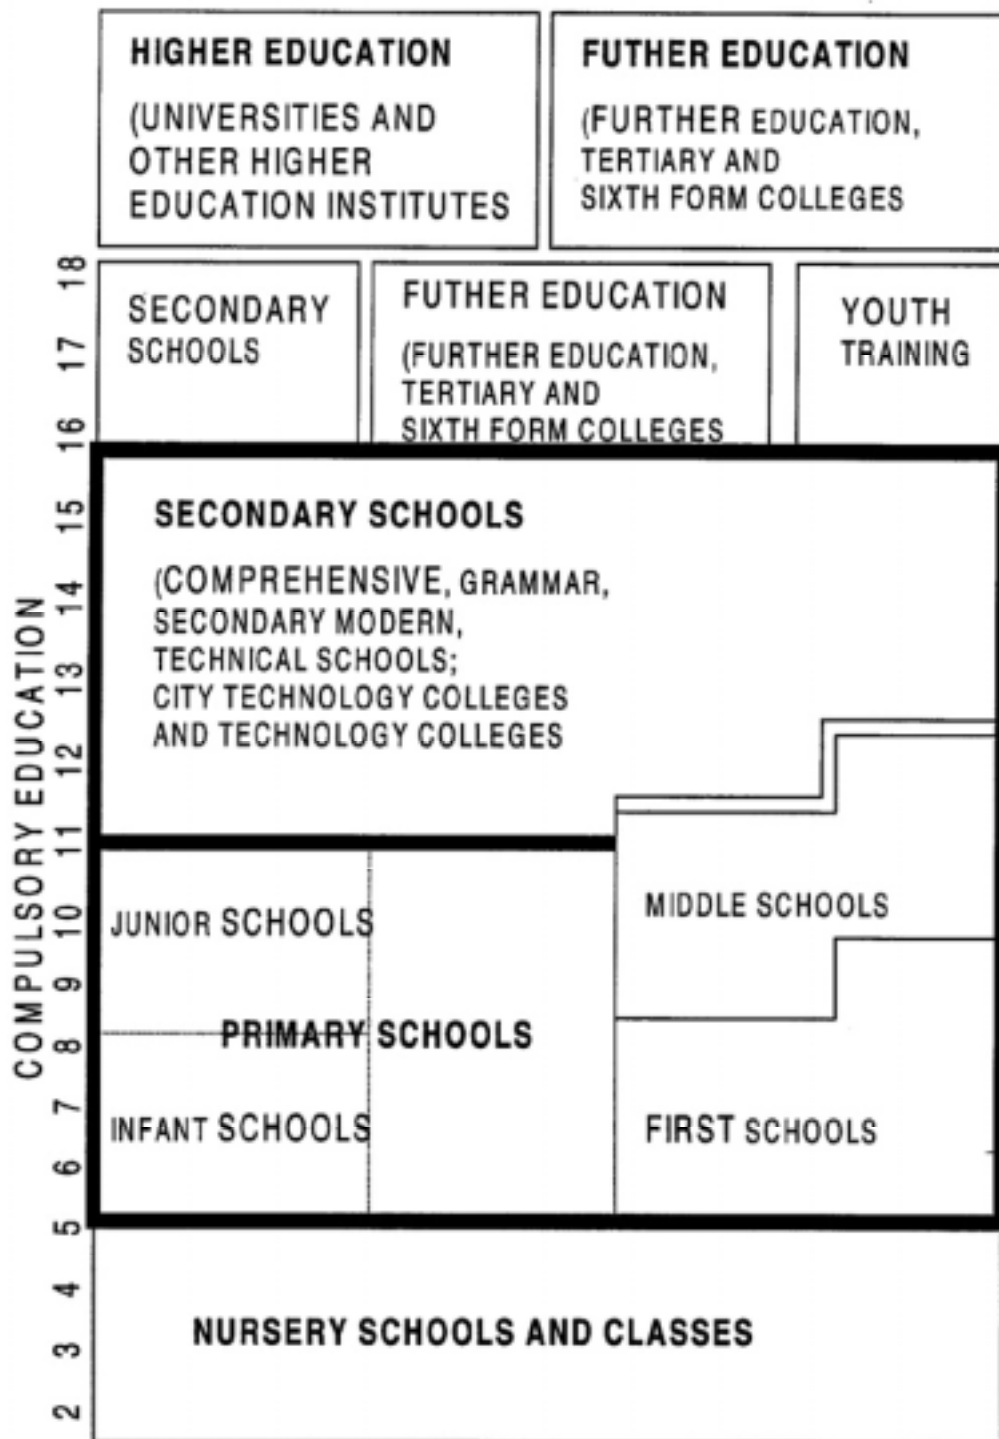 HIGHER EDUCATION
(UNIVERSITIES AND
OTHER HIGHER
EDUCATION INSTITUTES
FUTHER EDUCATION
(FURTHER EDUCATION,
TERTIARY AND
SIXTH FORM COLLEGES
SECONDARY
SCHOOLS
FUTHER EDUCATION
(FURTHER EDUCATION,
TERTIARY AND
SIXTH FORM COLLEGES
YOUTH
TRAINING
SECONDARY SCHOOLS
(COMPREHENSIVE, GRAMMAR,
SECONDARY MODERN,
TECHNICAL SCHOOLS;
CITY TECHNOLOGY COLLEGES
AND TECHNOLOGY COLLEGES
JUNIOR SCHOOLS
MIDDLE SCHOOLS
PRIMARY SCHOOLS
INFANT SCHOOLS
FIRST SCHOOLS
NURSERY SCHOOLS AND CLASSES
COMPULSORY EDUCATION
2 3 4 5 6 7 8 9 10 11 12 13 14 15 16 17 18